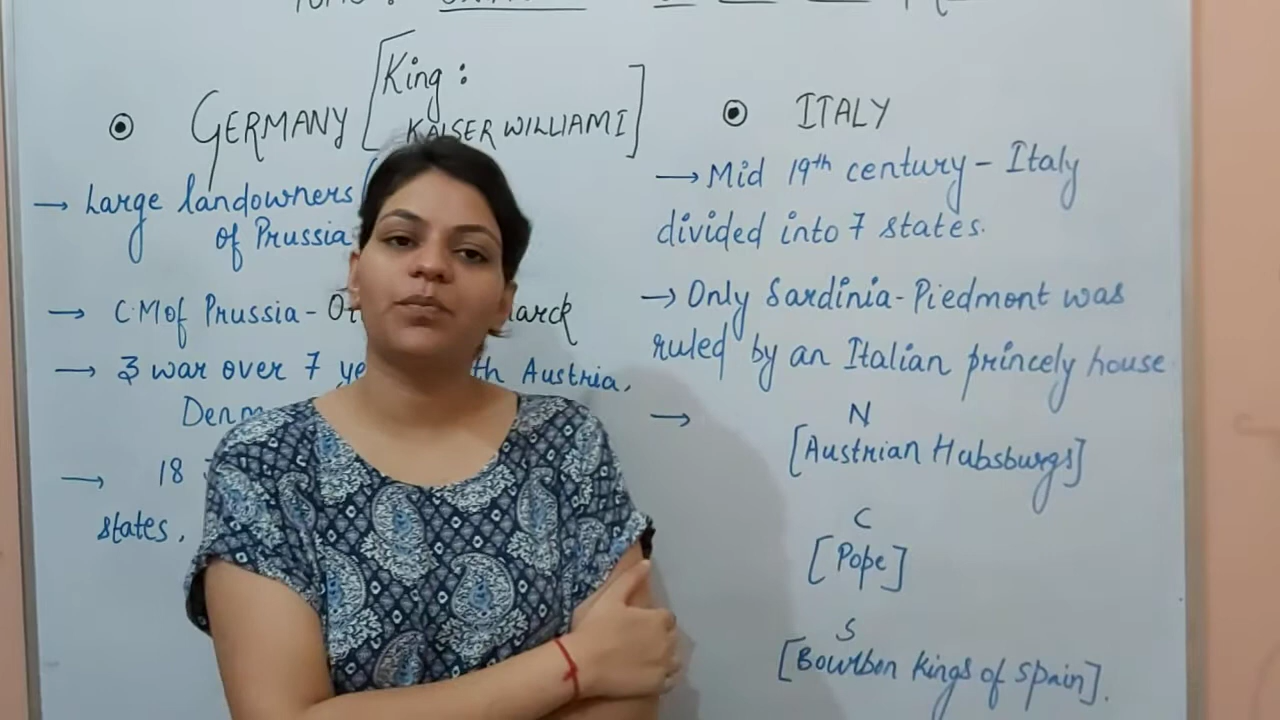 GERMANY [King :
KAISER WILLIAM I]
→ Large landowners
of Prussia
→ C.M of Prussia -
→ 3 war over 7 Austria,
→ 18
states,
ITALY
→ Mid 19th century - Italy
divided into 7 states.
→ Only Sardinia - Piedmont was
ruled by an Italian princely house
→ N
[Austrian Habsburgs]
C
[Pope]
S
[Bourbon kings of Spain].